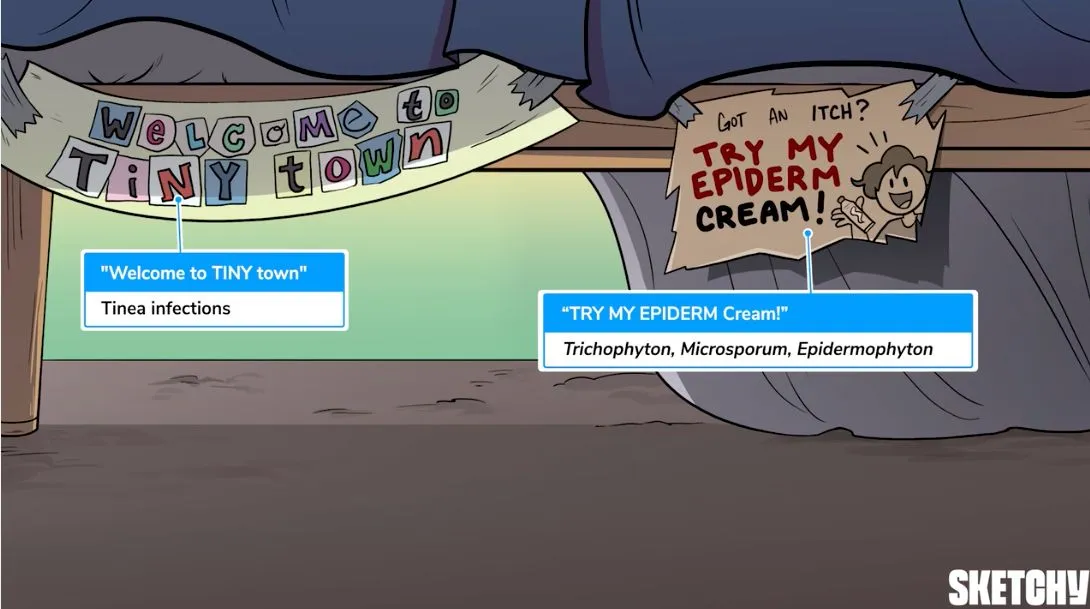 WELCOME to
TiNY town
GOT AN ITCH?
TRY MY
EPIDERM
CREAM!
"Welcome to TINY town"
Tinea infections
“TRY MY EPIDERM Cream!”
Trichophyton, Microsporum, Epidermophyton
SKETCHY